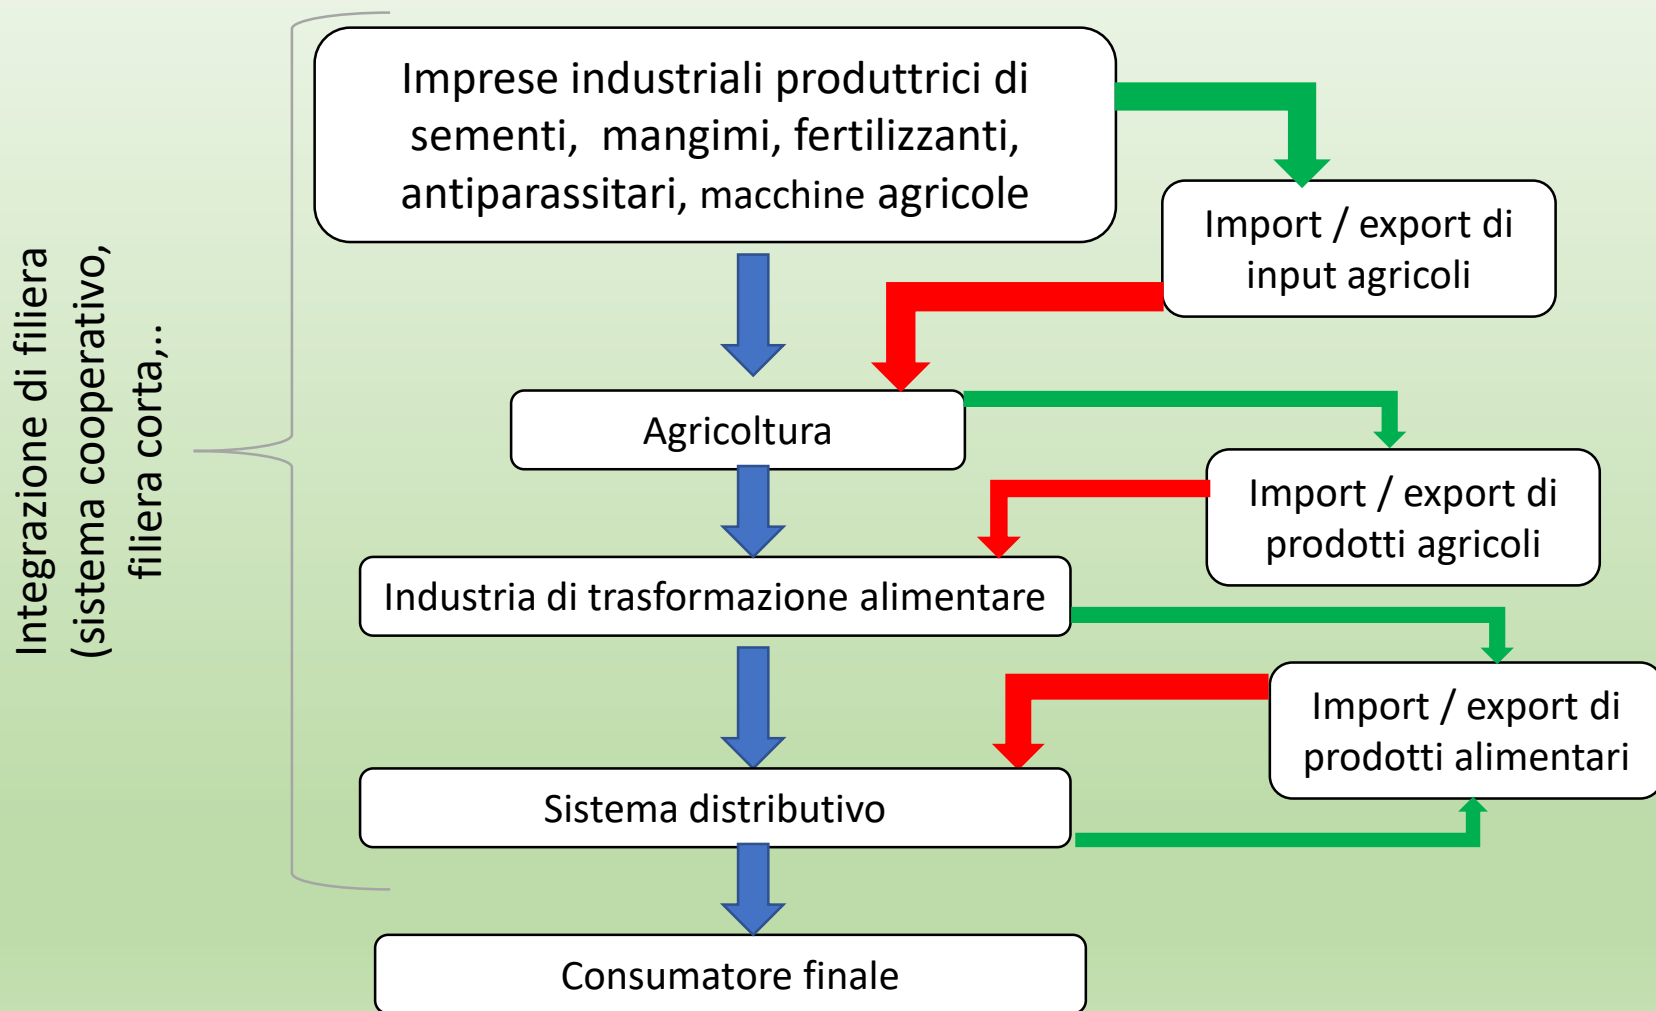 Integrazione di filiera
(sistema cooperativo,
filiera corta,..
Imprese industriali produttrici di
sementi, mangimi, fertilizzanti,
antiparassitari, macchine agricole
Import / export di
input agricoli
Agricoltura
Import / export di
prodotti agricoli
Industria di trasformazione alimentare
Import / export di
prodotti alimentari
Sistema distributivo
Consumatore finale